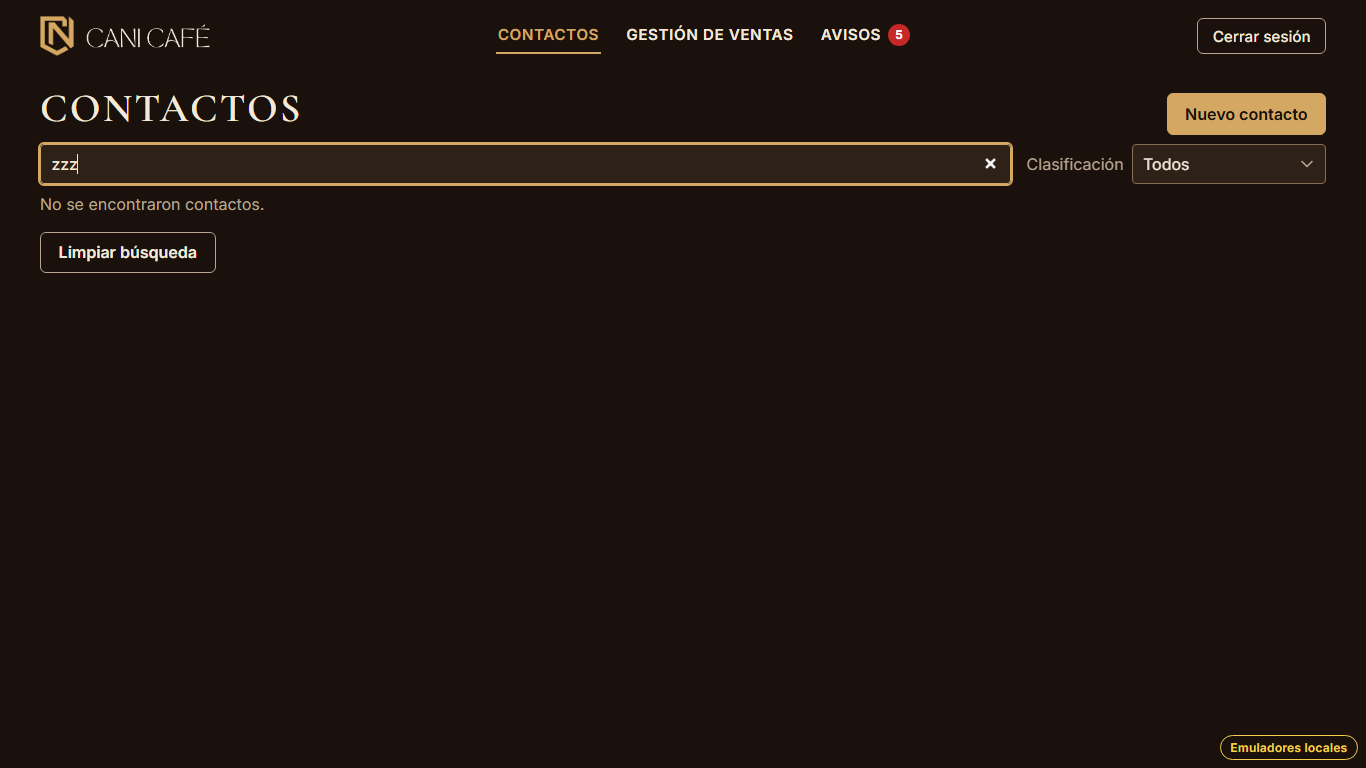 CANI CAFÉ
CONTACTOS
GESTIÓN DE VENTAS
AVISOS 5
Cerrar sesión
CONTACTOS
Nuevo contacto
zzz
Clasificación
Todos
No se encontraron contactos.
Limpiar búsqueda
Emuladores locales